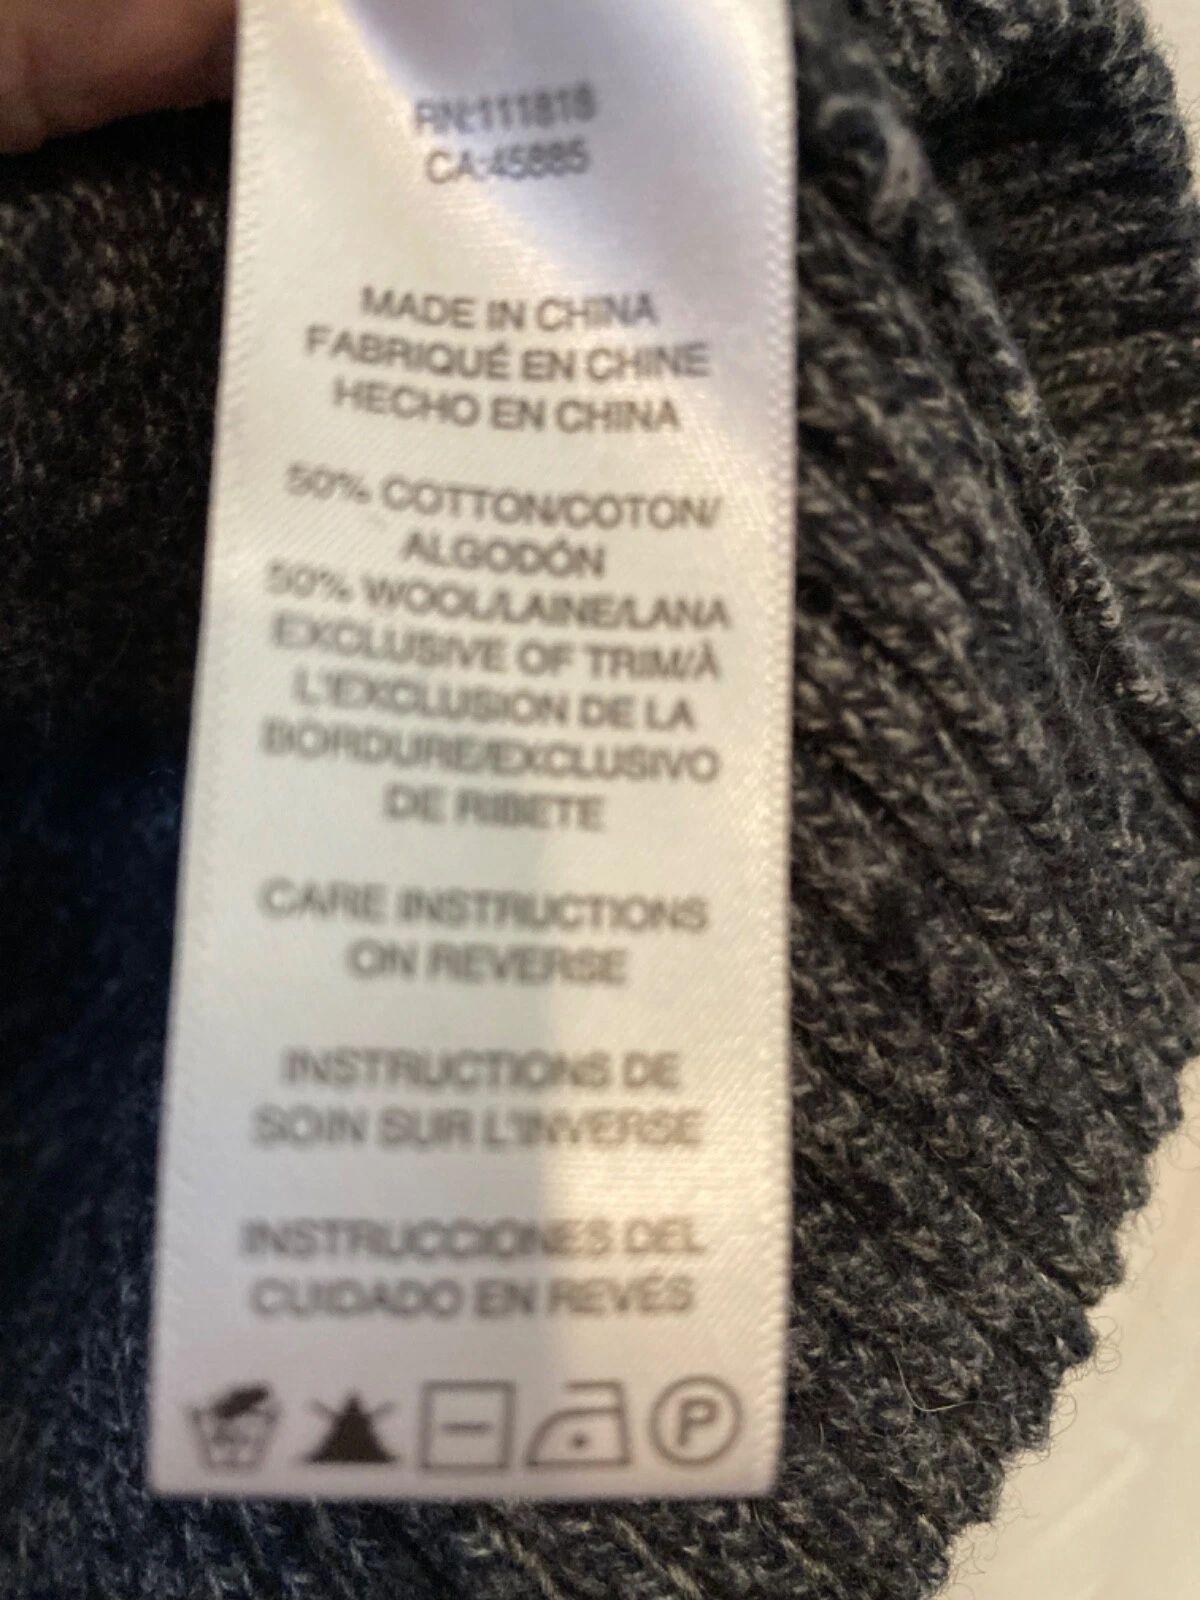 RN:111818
CA:45885
MADE IN CHINA
FABRIQUÉ EN CHINE
HECHO EN CHINA
50% COTTON/COTON/
ALGODÓN
50% WOOL/LAINE/LANA
EXCLUSIVE OF TRIM/À
L'EXCLUSION DE LA
BORDURE/EXCLUSIVO
DE RIBETE
CARE INSTRUCTIONS
ON REVERSE
INSTRUCTIONS DE
SOIN SUR L'INVERSE
INSTRUCCIONES DEL
CUIDADO EN REVÉS
P